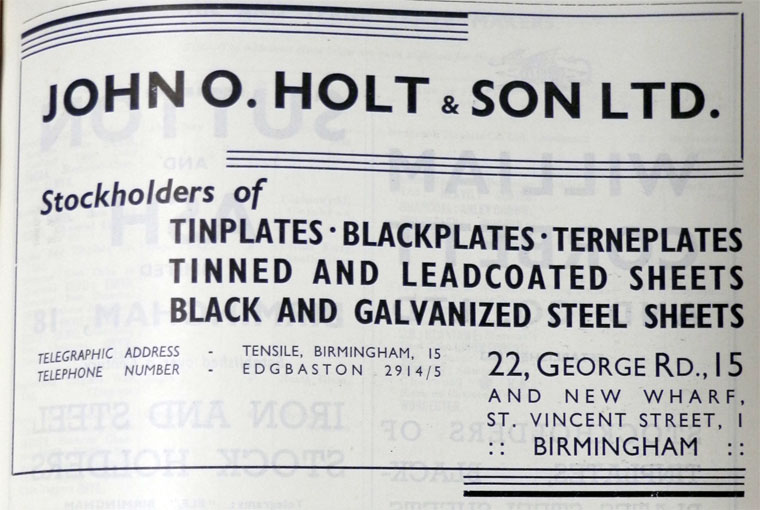 JOHN O. HOLT & SON LTD.
Stockholders of
TINPLATES · BLACKPLATES · TERNEPLATES
TINNED AND LEADCOATED SHEETS
BLACK AND GALVANIZED STEEL SHEETS
TELEGRAPHIC ADDRESS - TENSILE, BIRMINGHAM, 15
TELEPHONE NUMBER - EDGBASTON 2914/5
22, GEORGE RD., 15
AND NEW WHARF,
ST. VINCENT STREET, 1
:: BIRMINGHAM ::